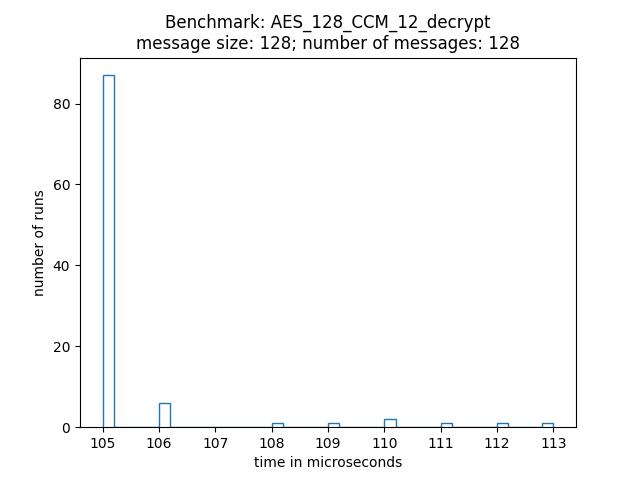 Benchmark: AES_128_CCM_12_decrypt
message size: 128; number of messages: 128
80
60
40
20
0
number of runs
105 106 107 108 109 110 111 112 113
time in microseconds